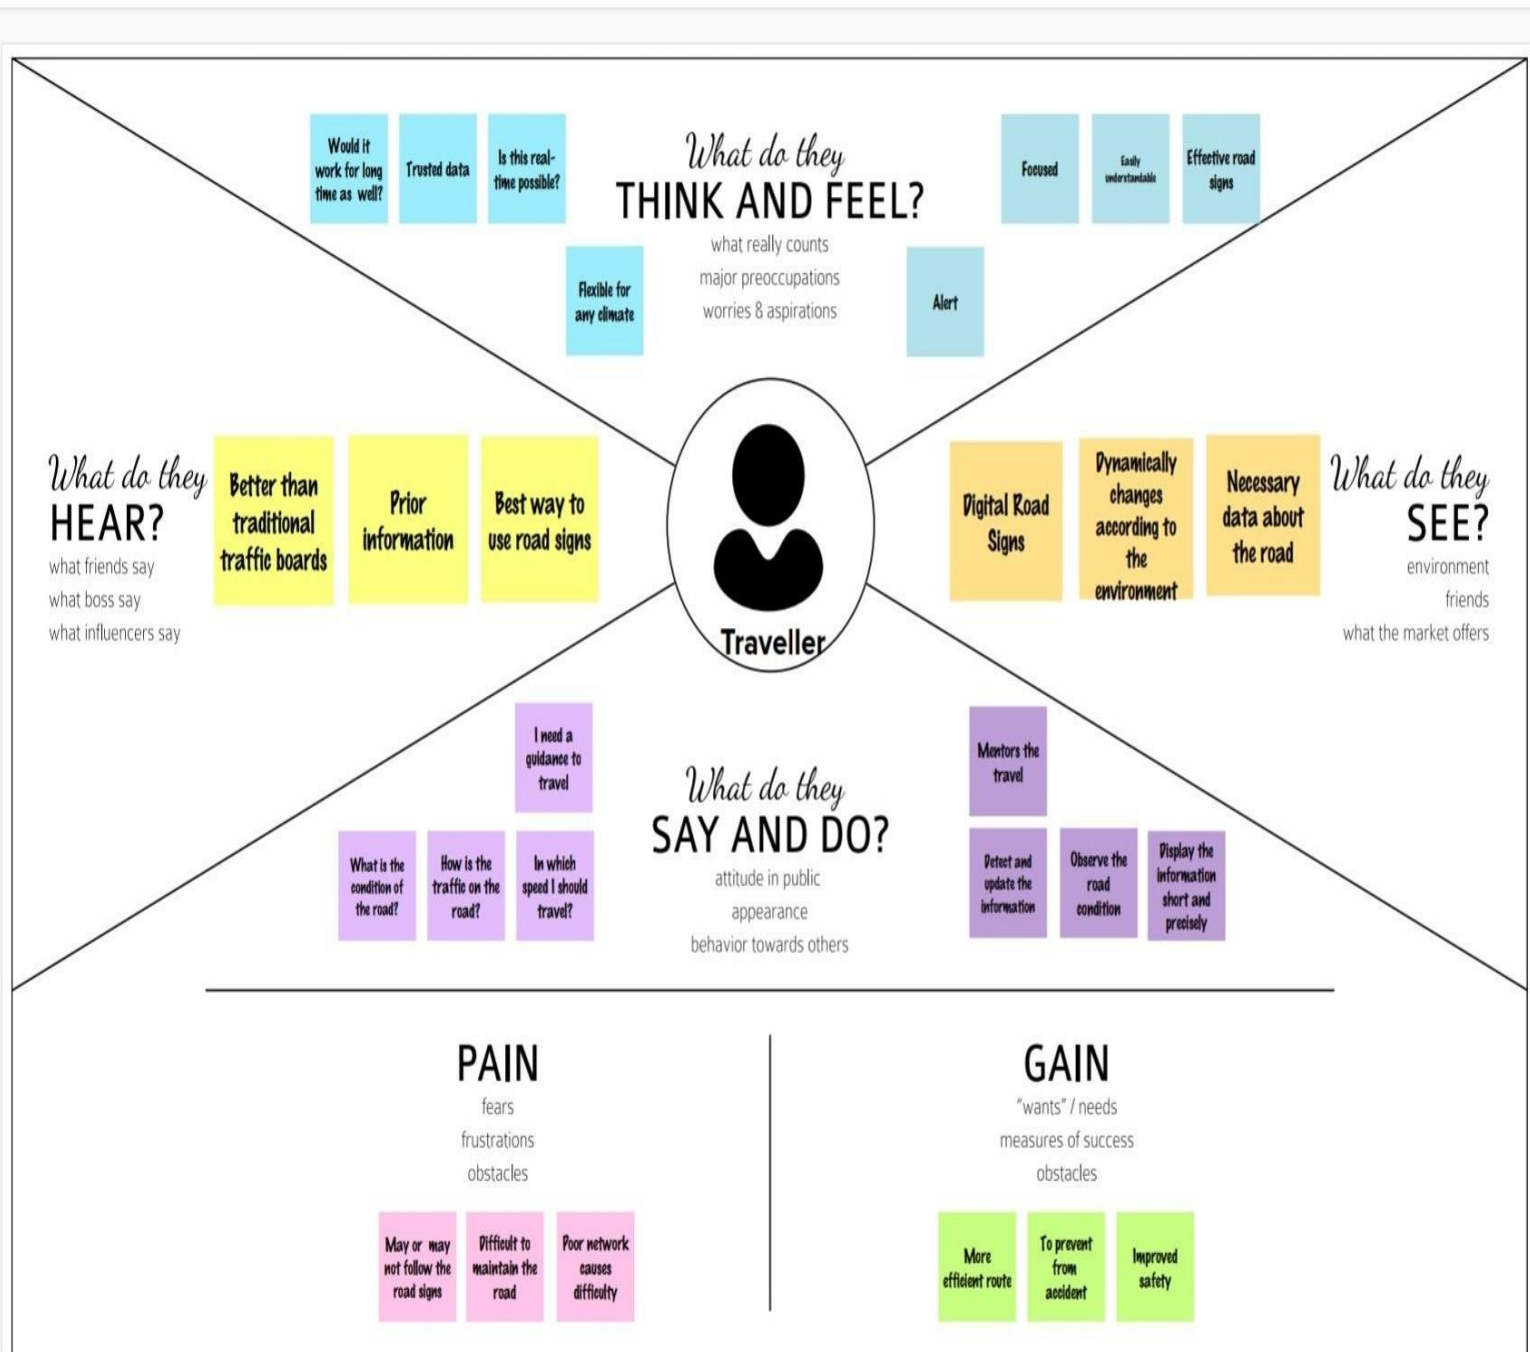 Would it
work for long
time as well?
Trusted data
Is this real-
time possible?
Flexible for
any climate
What do they
THINK AND FEEL?
what really counts
major preoccupations
worries & aspirations
Focused
Easily
understandable
Effective road
signs
Alert
What do they
HEAR?
what friends say
what boss say
what influencers say
Better than
traditional
traffic boards
Prior
information
Best way to
use road signs
Traveller
Digital Road
Signs
Dynamically
changes
according to
the
environment
Necessary
data about
the road
What do they
SEE?
environment
friends
what the market offers
I need a
guidance to
travel
What is the
condition of
the road?
How is the
traffic on the
road?
In which
speed I should
travel?
What do they
SAY AND DO?
attitude in public
appearance
behavior towards others
Mentors the
travel
Detect and
update the
information
Observe the
road
condition
Display the
information
short and
precisely
PAIN
fears
frustrations
obstacles
May or may
not follow the
road signs
Difficult to
maintain the
road
Poor network
causes
difficulty
GAIN
"wants" / needs
measures of success
obstacles
More
efficient route
To prevent
from
accident
Improved
safety